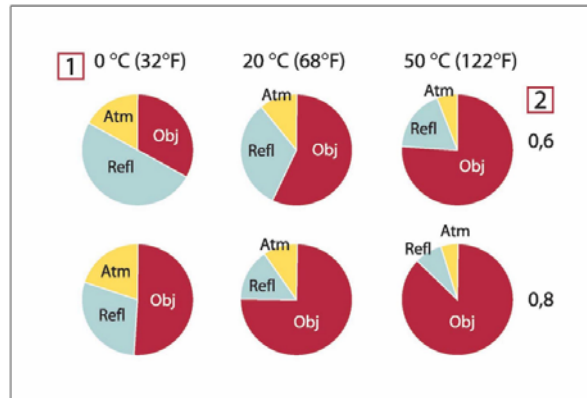 1 0 °C (32°F) 20 °C (68°F) 50 °C (122°F)
2
0,6
Atm Obj Refl
Atm Refl Obj
Atm Refl Obj
0,8
Atm Obj Refl
Atm Refl Obj
Refl Atm Obj